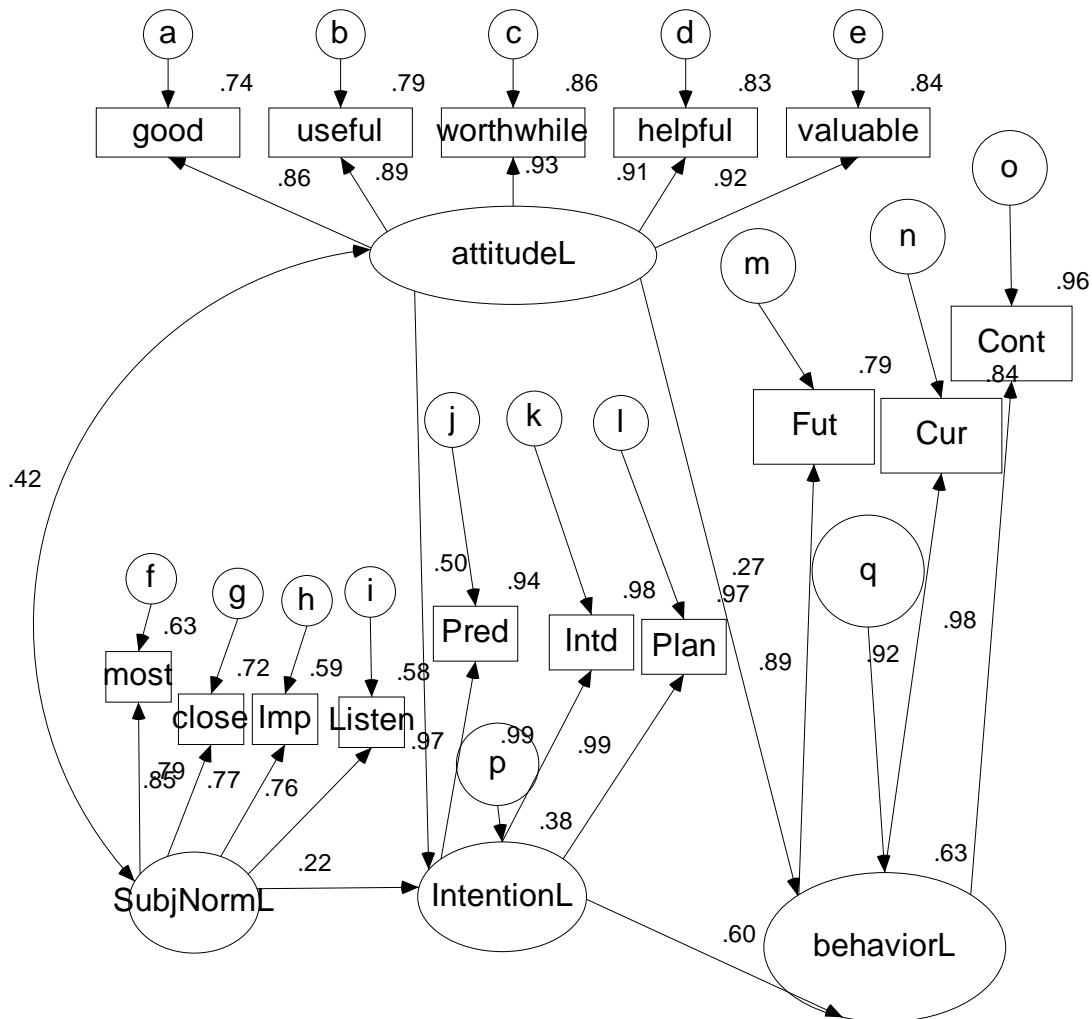 a b c d e
.74 .79 .86 .83 .84
good useful worthwhile helpful valuable
.86 .89 .93 .91 .92
o
n
m
attitudeL
.96
Cont
.79 .84
j k l
Fut Cur
.42
f g h i
.63
.50 .94 .98 .97 .27
q
Pred Intd Plan
most .72 .59 .58
.89 .92 .98
close Imp Listen
.97 .99 .99
p
.85 .79 .77 .76
.38
.22 .63
SubjNormL IntentionL
.60 behaviorL